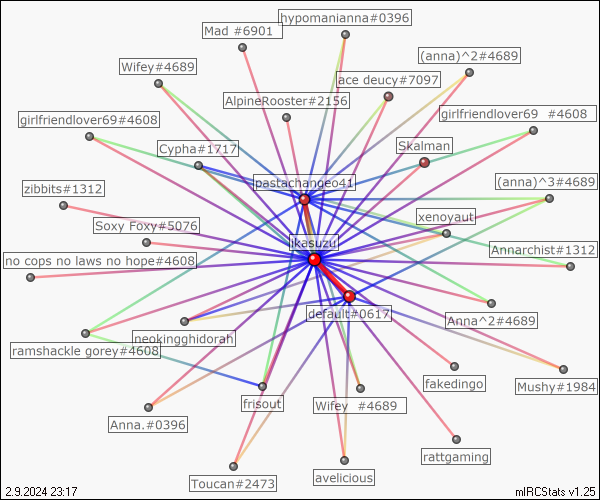 hypomanianna#0396
Mad #6901
(anna)^2#4689
Wifey#4689
ace deucy#7097
AlpineRooster#2156
girlfriendlover69 #4608
girlfriendlover69#4608
Cypha#1717
Skalman
pastachangeo41
zibbits#1312
(anna)^3#4689
xenoyaut
Soxy Foxy#5076
ikasuzu
Annarchist#1312
no cops no laws no hope#4608
default#0617
Anna^2#4689
neokingghidorah
ramshackle gorey#4608
fakedingo
Mushy#1984
frisout
Wifey #4689
Anna.#0396
rattgaming
avelicious
Toucan#2473
2.9.2024 23:17
mIRCStats v1.25